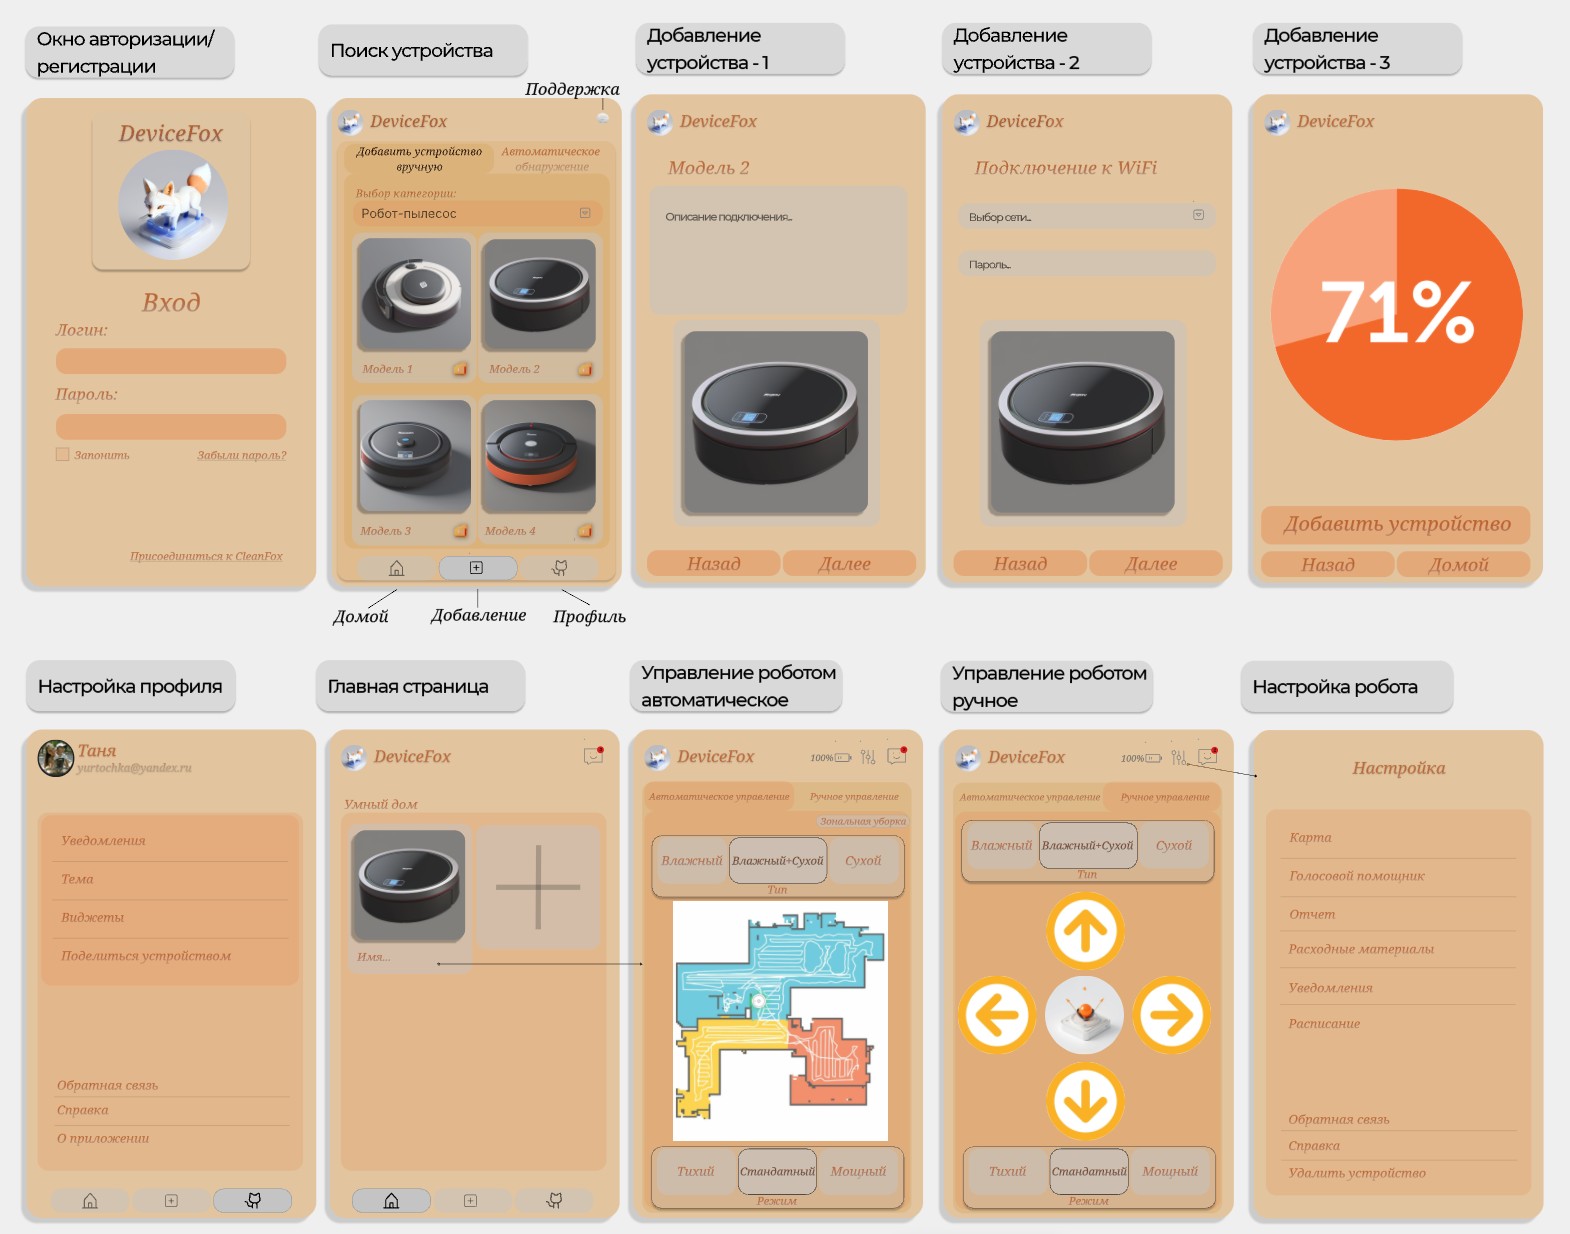 Окно авторизации/
регистрации
DeviceFox
Вход
Логин:
Пароль:
Запонить
Забыли пароль?
Присоединиться к CleanFox
Поиск устройства
Поддержка
DeviceFox
Добавить устройство
вручную
Автоматическое
обнаружение
Выбор категории:
Робот-пылесос
Модель 1
Модель 2
Модель 3
Модель 4
Домой
Добавление
Профиль
Добавление
устройства - 1
DeviceFox
Модель 2
Описание подключения...
Назад
Далее
Добавление
устройства - 2
DeviceFox
Подключение к WiFi
Выбор сети...
Пароль...
Назад
Далее
Добавление
устройства - 3
DeviceFox
71%
Добавить устройство
Назад
Домой
Настройка профиля
Таня
yurtochka@yandex.ru
Уведомления
Тема
Виджеты
Поделиться устройством
Обратная связь
Справка
О приложении
Главная страница
DeviceFox
Умный дом
Имя...
Управление роботом
автоматическое
DeviceFox
100%
Автоматическое управление
Ручное управление
Зональная уборка
Влажный
Влажный+Сухой
Сухой
Тип
Тихий
Стандатный
Мощный
Режим
Управление роботом
ручное
DeviceFox
100%
Автоматическое управление
Ручное управление
Влажный
Влажный+Сухой
Сухой
Тип
Тихий
Стандатный
Мощный
Режим
Настройка робота
Настройка
Карта
Голосовой помощник
Отчет
Расходные материалы
Уведомления
Расписание
Обратная связь
Справка
Удалить устройство